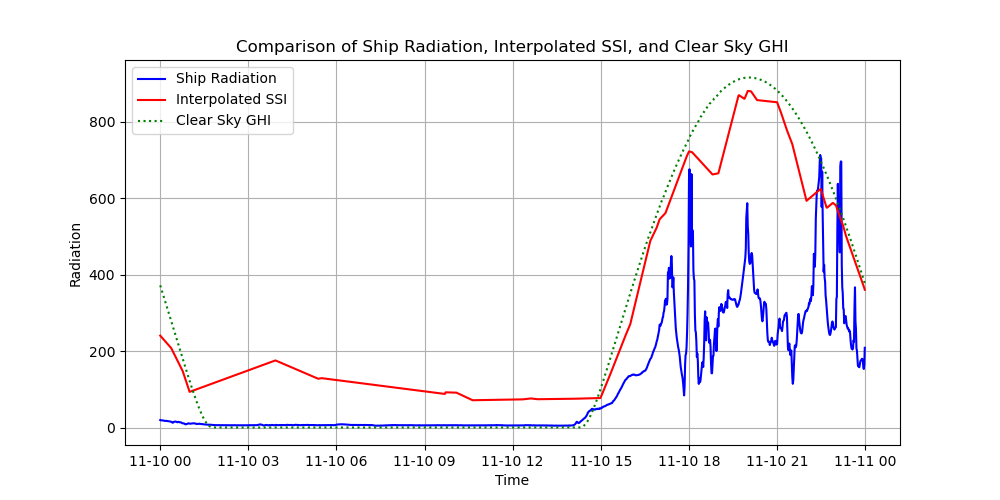 Comparison of Ship Radiation, Interpolated SSI, and Clear Sky GHI
Ship Radiation
Interpolated SSI
Clear Sky GHI
Radiation
800
600
400
200
0
11-10 00 11-10 03 11-10 06 11-10 09 11-10 12 11-10 15 11-10 18 11-10 21 11-11 00
Time